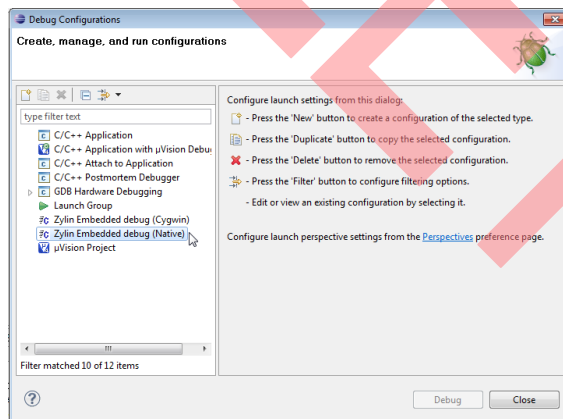 Debug Configurations
Create, manage, and run configurations
type filter text
C/C++ Application
C/C++ Application with µVision Debu
C/C++ Attach to Application
C/C++ Postmortem Debugger
GDB Hardware Debugging
Launch Group
Zylin Embedded debug (Cygwin)
Zylin Embedded debug (Native)
µVision Project
Filter matched 10 of 12 items
Configure launch settings from this dialog:
- Press the 'New' button to create a configuration of the selected type.
- Press the 'Duplicate' button to copy the selected configuration.
- Press the 'Delete' button to remove the selected configuration.
- Press the 'Filter' button to configure filtering options.
- Edit or view an existing configuration by selecting it.
Configure launch perspective settings from the Perspectives preference page.
Debug
Close